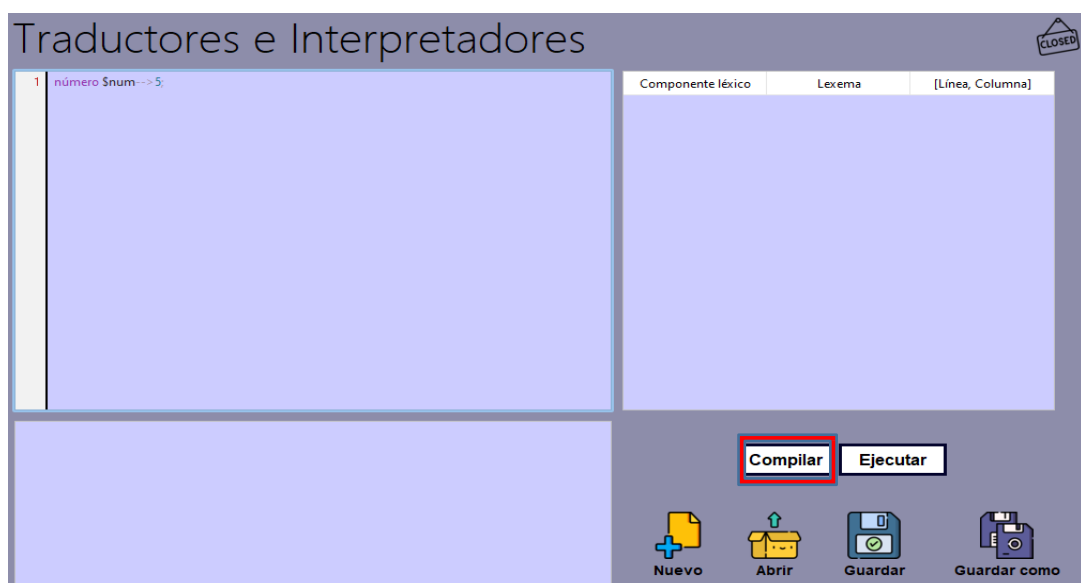 Traductores e Interpretadores
CLOSED
1 número $num-->5;
Componente léxico Lexema [Línea, Columna]
Compilar Ejecutar
Nuevo Abrir Guardar Guardar como